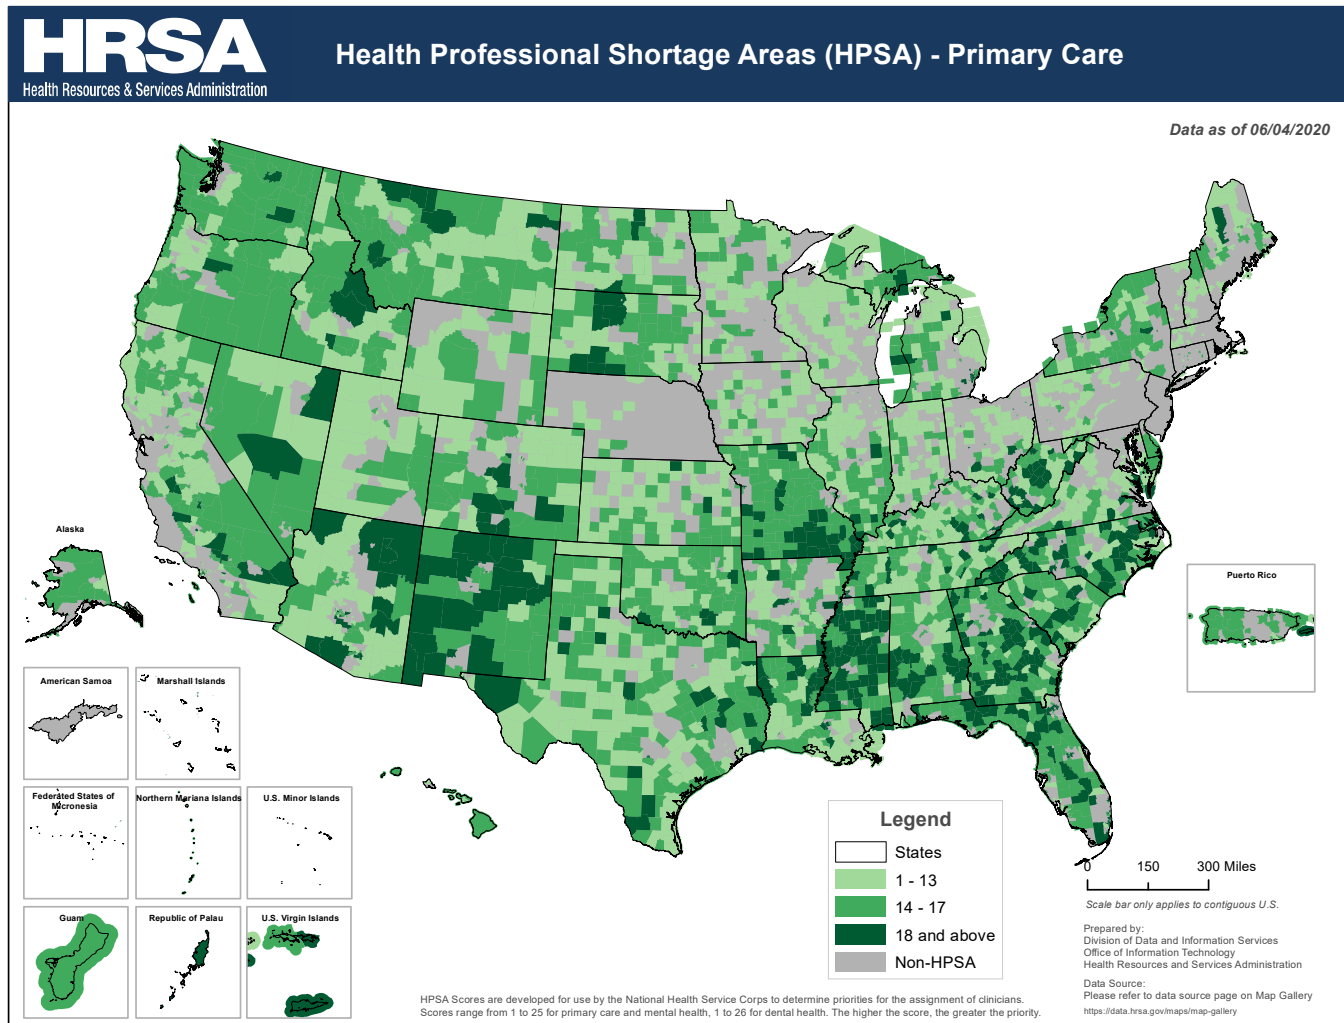 HRSA
Health Resources & Services Administration
Health Professional Shortage Areas (HPSA) - Primary Care
Data as of 06/04/2020
Alaska
Puerto Rico
American Samoa
Marshall Islands
Federated States of
Micronesia
Northern Mariana Islands
U.S. Minor Islands
Guam
Republic of Palau
U.S. Virgin Islands
Legend
States
1 - 13
14 - 17
18 and above
Non-HPSA
0 150 300 Miles
Scale bar only applies to contiguous U.S.
Prepared by:
Division of Data and Information Services
Office of Information Technology
Health Resources and Services Administration
Data Source:
Please refer to data source page on Map Gallery
https://data.hrsa.gov/maps/map-gallery
HPSA Scores are developed for use by the National Health Service Corps to determine priorities for the assignment of clinicians.
Scores range from 1 to 25 for primary care and mental health, 1 to 26 for dental health. The higher the score, the greater the priority.